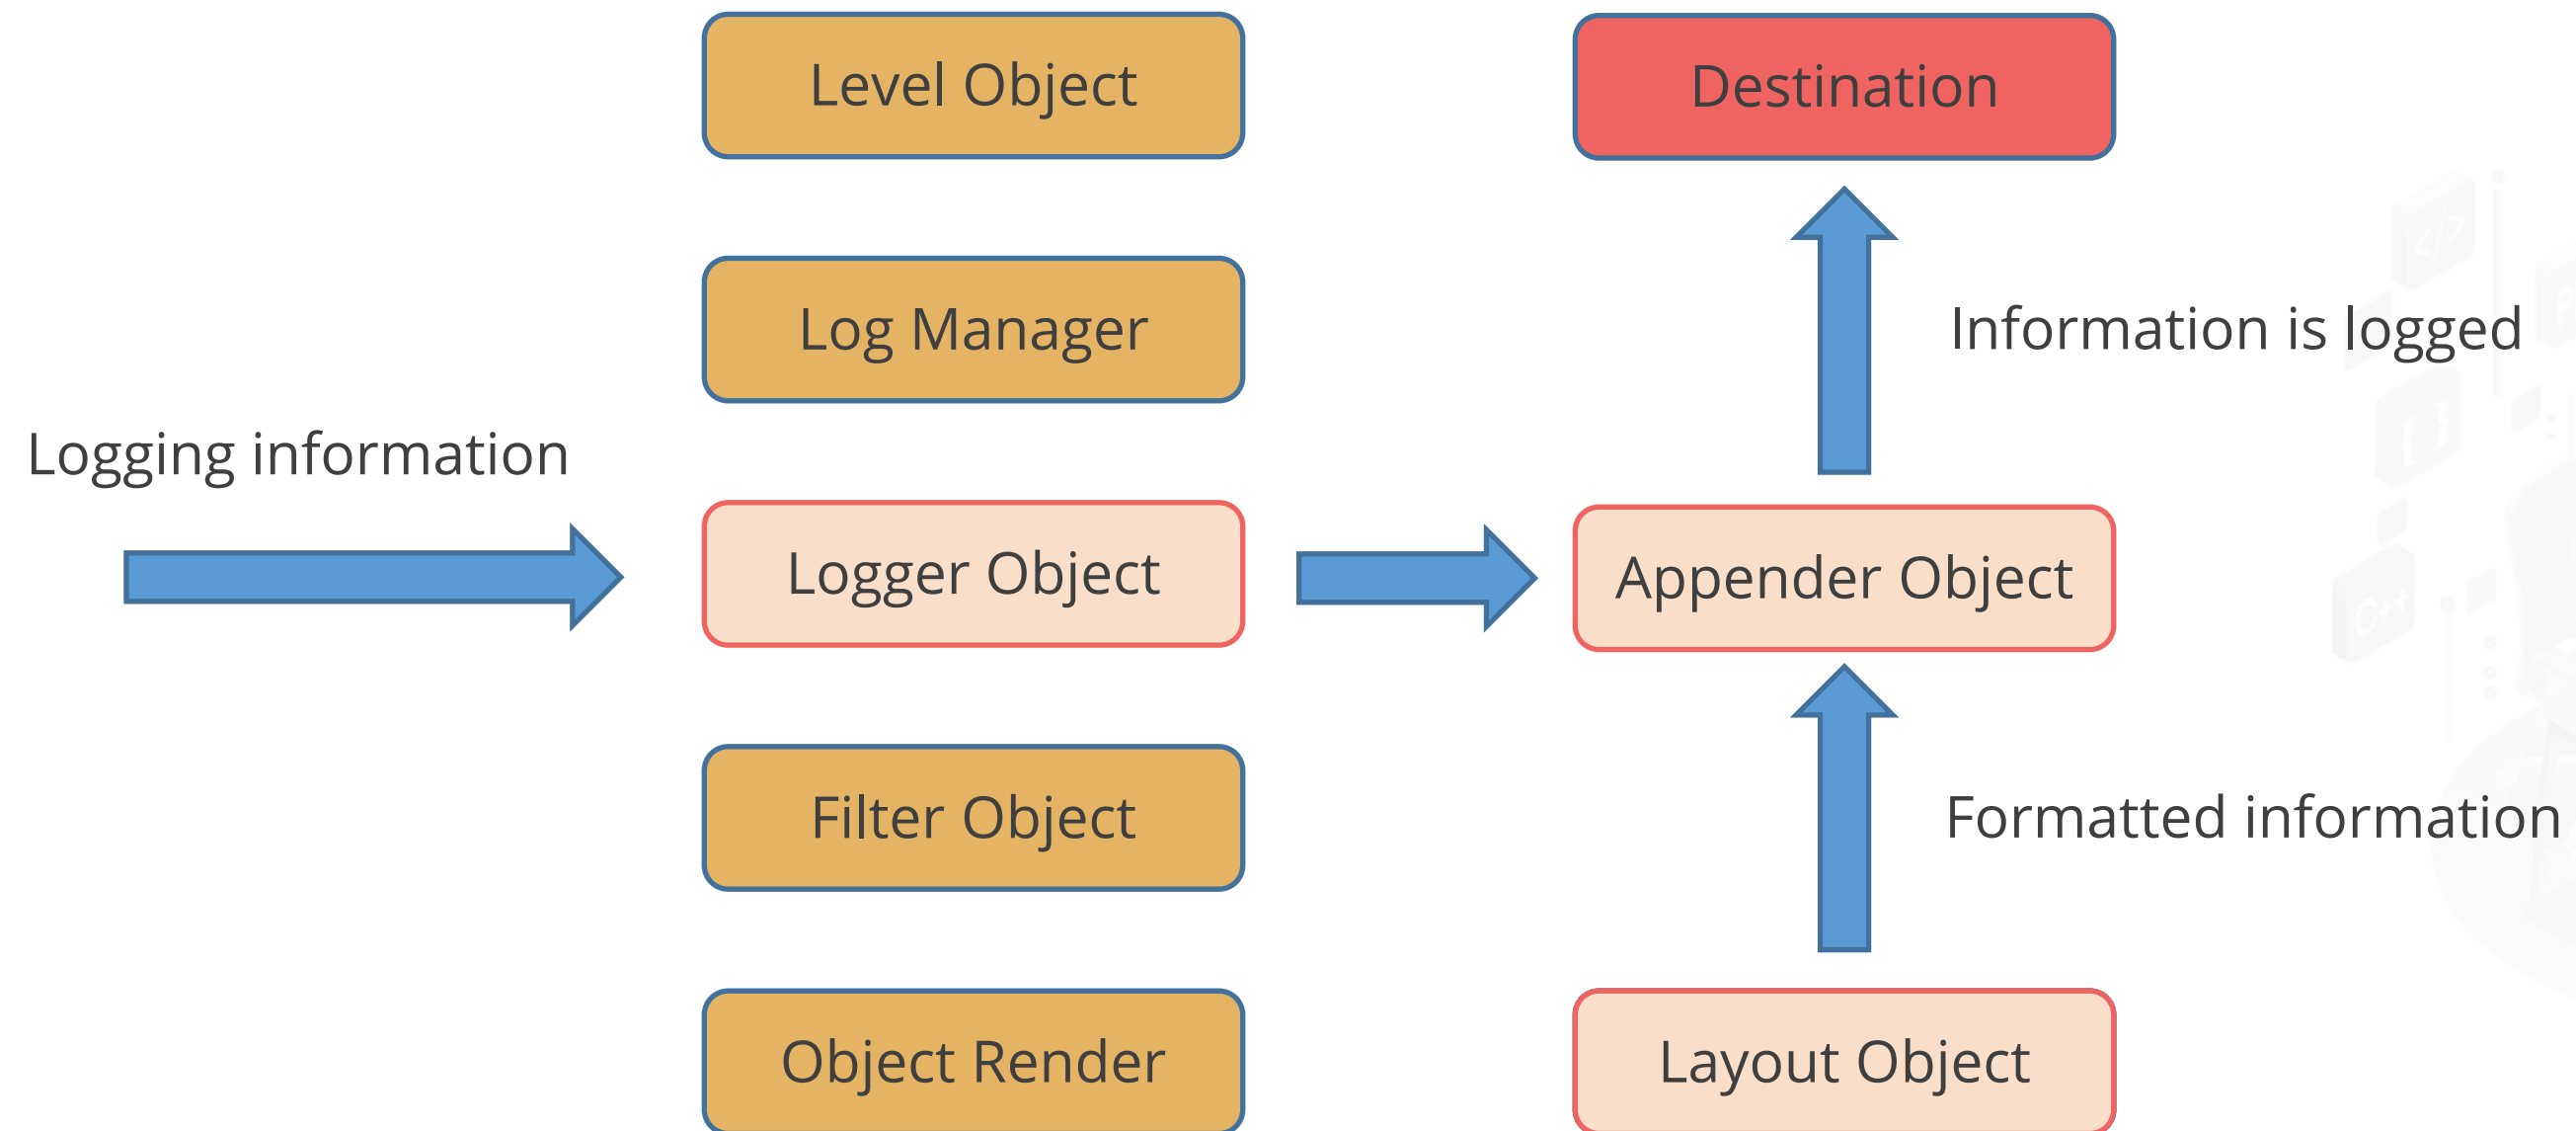 Level Object
Destination
Log Manager
Information is logged
Logging information
Logger Object
Appender Object
Filter Object
Formatted information
Object Render
Layout Object
</>
{ }
C++